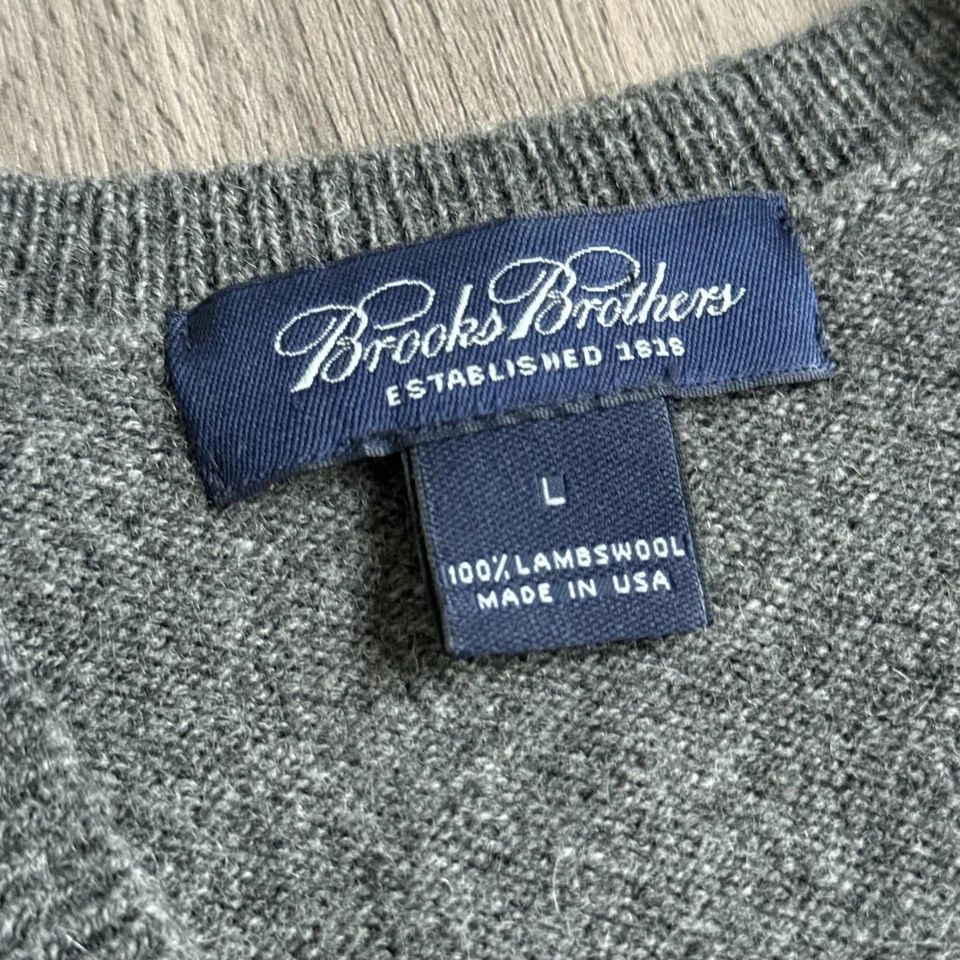 Brooks Brothers
ESTABLISHED 1818
L
100% LAMBSWOOL
MADE IN USA